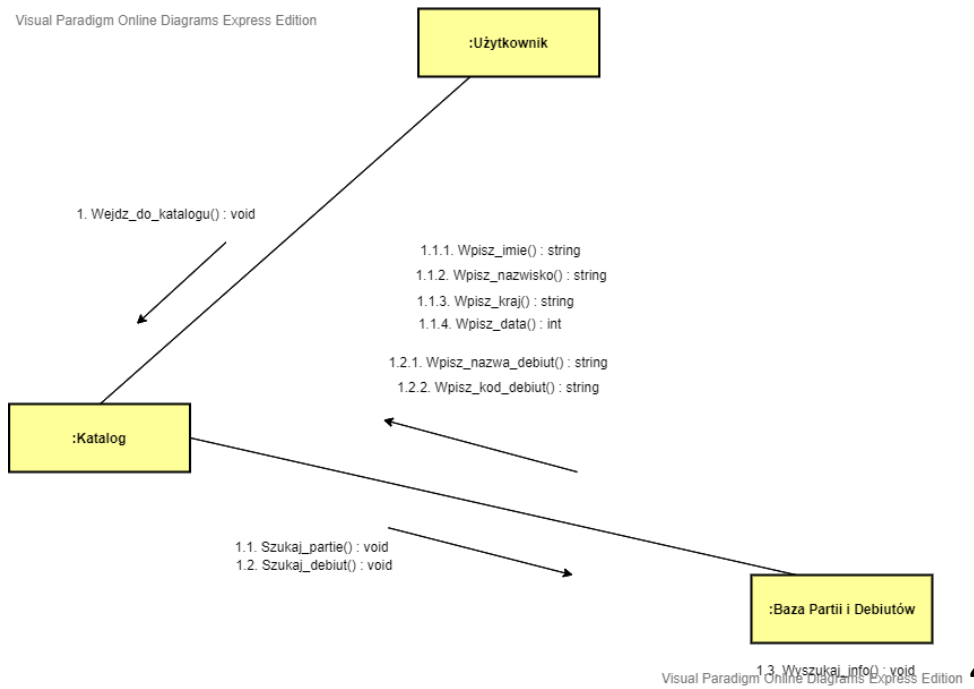 Visual Paradigm Online Diagrams Express Edition
:Użytkownik
1. Wejdz_do_katalogu() : void
1.1.1. Wpisz_imie() : string
1.1.2. Wpisz_nazwisko() : string
1.1.3. Wpisz_kraj() : string
1.1.4. Wpisz_data() : int
1.2.1. Wpisz_nazwa_debiut() : string
1.2.2. Wpisz_kod_debiut() : string
:Katalog
1.1. Szukaj_partie() : void
1.2. Szukaj_debiut() : void
:Baza Partii i Debiutów
1.3. Wyszukaj_info() : void
Visual Paradigm Online Diagrams Express Edition